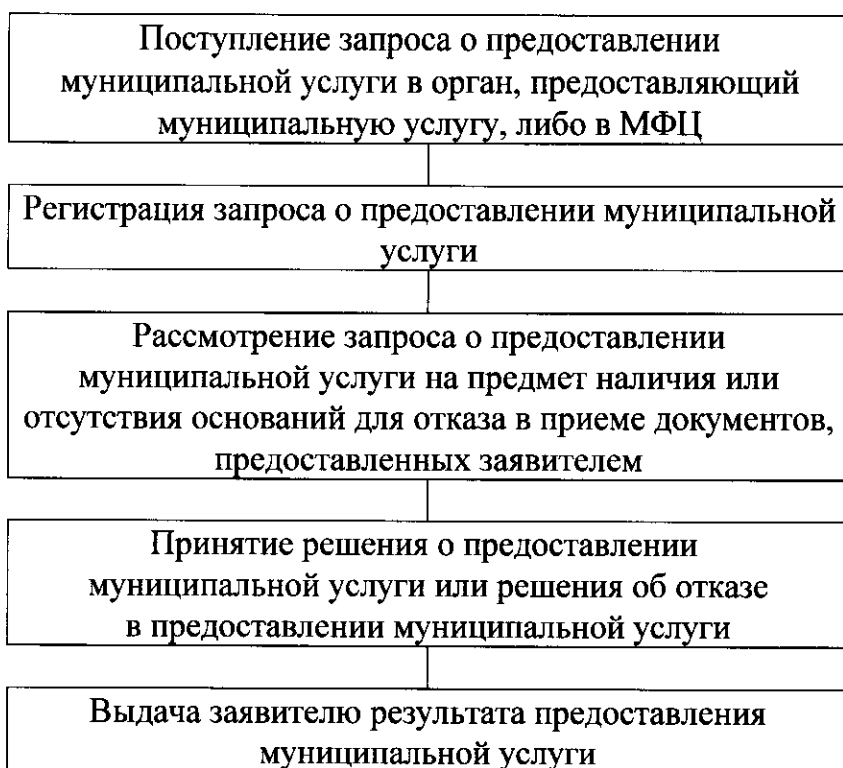 Поступление запроса о предоставлении
муниципальной услуги в орган, предоставляющий
муниципальную услугу, либо в МФЦ
Регистрация запроса о предоставлении муниципальной
услуги
Рассмотрение запроса о предоставлении
муниципальной услуги на предмет наличия или
отсутствия оснований для отказа в приеме документов,
предоставленных заявителем
Принятие решения о предоставлении
муниципальной услуги или решения об отказе
в предоставлении муниципальной услуги
Выдача заявителю результата предоставления
муниципальной услуги